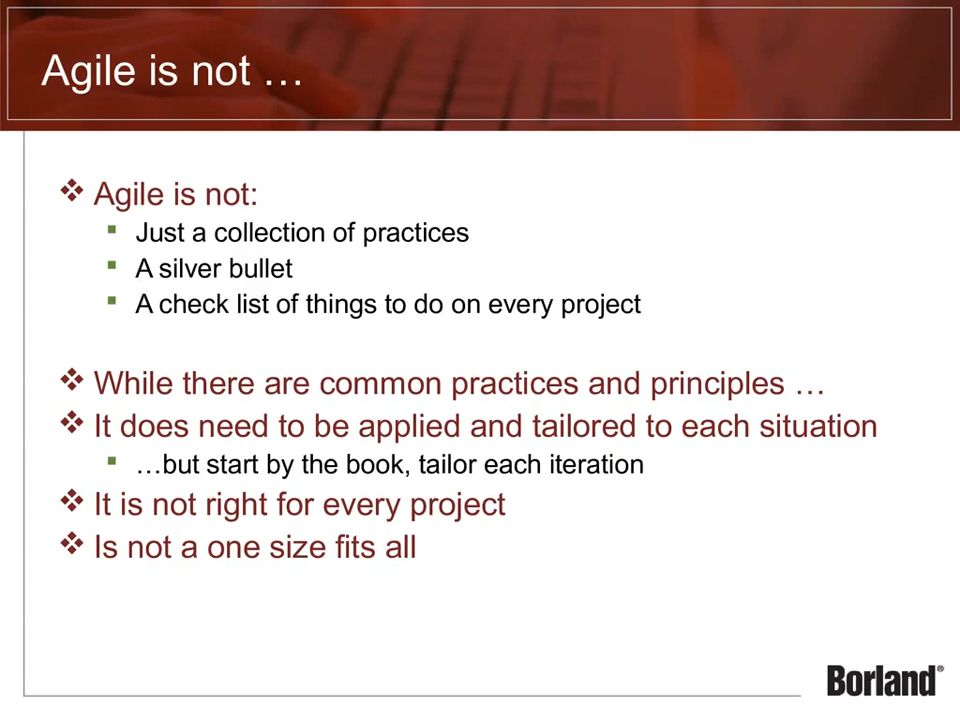 Agile is not …
Agile is not:
Just a collection of practices
A silver bullet
A check list of things to do on every project
While there are common practices and principles …
It does need to be applied and tailored to each situation
…but start by the book, tailor each iteration
It is not right for every project
Is not a one size fits all
Borland®